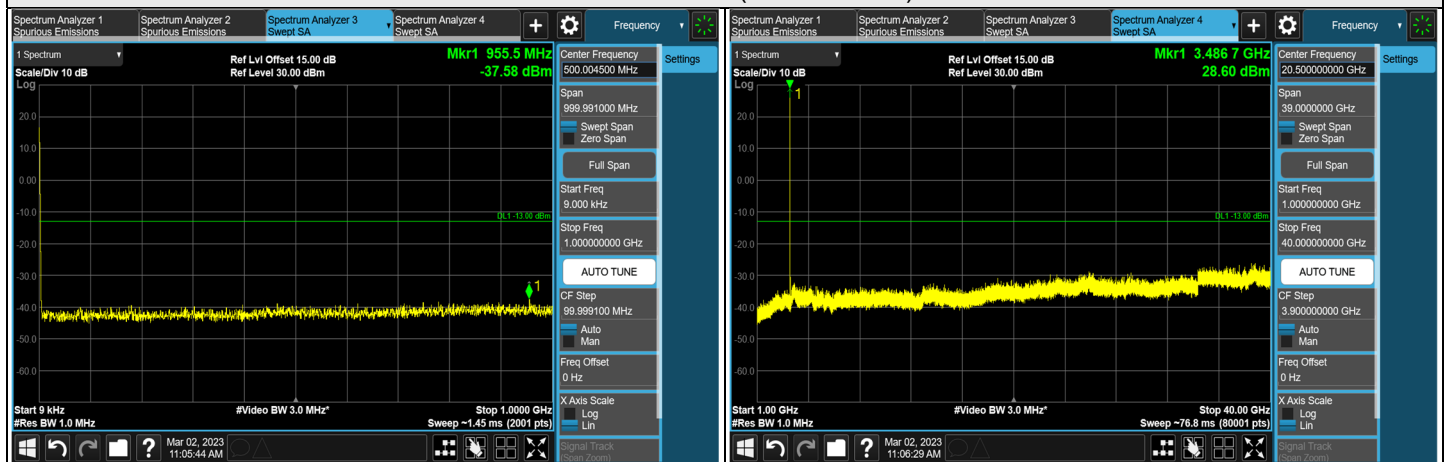 Spectrum Analyzer 1
Spurious Emissions
Spectrum Analyzer 2
Spurious Emissions
Spectrum Analyzer 3
Swept SA
Spectrum Analyzer 4
Swept SA
+
Frequency
1 Spectrum
Scale/Div 10 dB
Log
Ref Lvl Offset 15.00 dB
Ref Level 30.00 dBm
Mkr1 955.5 MHz
-37.58 dBm
20.0
10.0
0.00
-10.0
-20.0
-30.0
-40.0
-50.0
-60.0
DL1 -13.00 dBm
1
Start 9 kHz
#Res BW 1.0 MHz
#Video BW 3.0 MHz*
Stop 1.0000 GHz
Sweep ~1.45 ms (2001 pts)
Center Frequency
500.004500 MHz
Settings
Span
999.991000 MHz
Swept Span
Zero Span
Full Span
Start Freq
9.000 kHz
Stop Freq
1.000000000 GHz
AUTO TUNE
CF Step
99.999100 MHz
Auto
Man
Freq Offset
0 Hz
X Axis Scale
Log
Lin
Signal Track
(Span Zoom)
?
Mar 02, 2023
11:05:44 AM
Spectrum Analyzer 1
Spurious Emissions
Spectrum Analyzer 2
Spurious Emissions
Spectrum Analyzer 3
Swept SA
Spectrum Analyzer 4
Swept SA
+
Frequency
1 Spectrum
Scale/Div 10 dB
Log
Ref Lvl Offset 15.00 dB
Ref Level 30.00 dBm
Mkr1 3.486 7 GHz
28.60 dBm
1
20.0
10.0
0.00
-10.0
-20.0
-30.0
-40.0
-50.0
-60.0
DL1 -13.00 dBm
Start 1.00 GHz
#Res BW 1.0 MHz
#Video BW 3.0 MHz*
Stop 40.00 GHz
Sweep ~76.8 ms (80001 pts)
Center Frequency
20.500000000 GHz
Settings
Span
39.0000000 GHz
Swept Span
Zero Span
Full Span
Start Freq
1.000000000 GHz
Stop Freq
40.000000000 GHz
AUTO TUNE
CF Step
3.900000000 GHz
Auto
Man
Freq Offset
0 Hz
X Axis Scale
Log
Lin
Signal Track
(Span Zoom)
?
Mar 02, 2023
11:06:29 AM